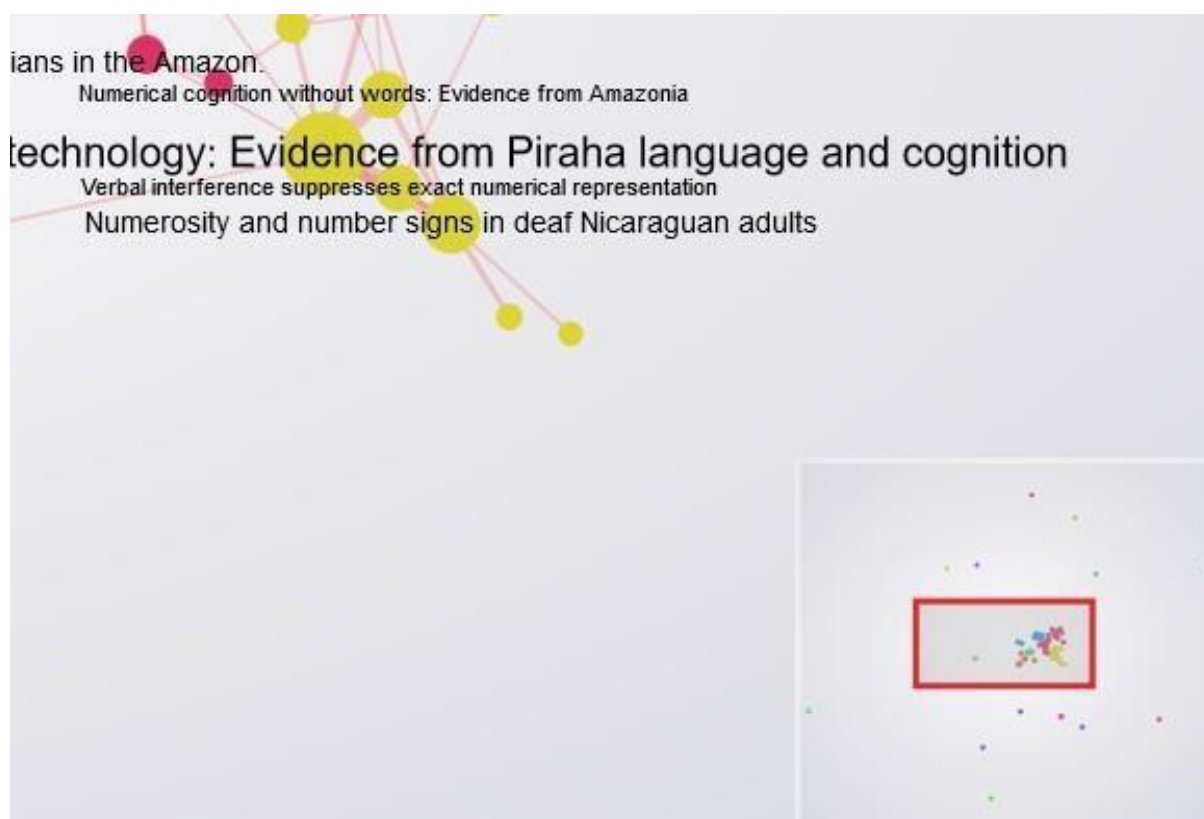 ians in the Amazon.
Numerical cognition without words: Evidence from Amazonia
technology: Evidence from Piraha language and cognition
Verbal interference suppresses exact numerical representation
Numerosity and number signs in deaf Nicaraguan adults